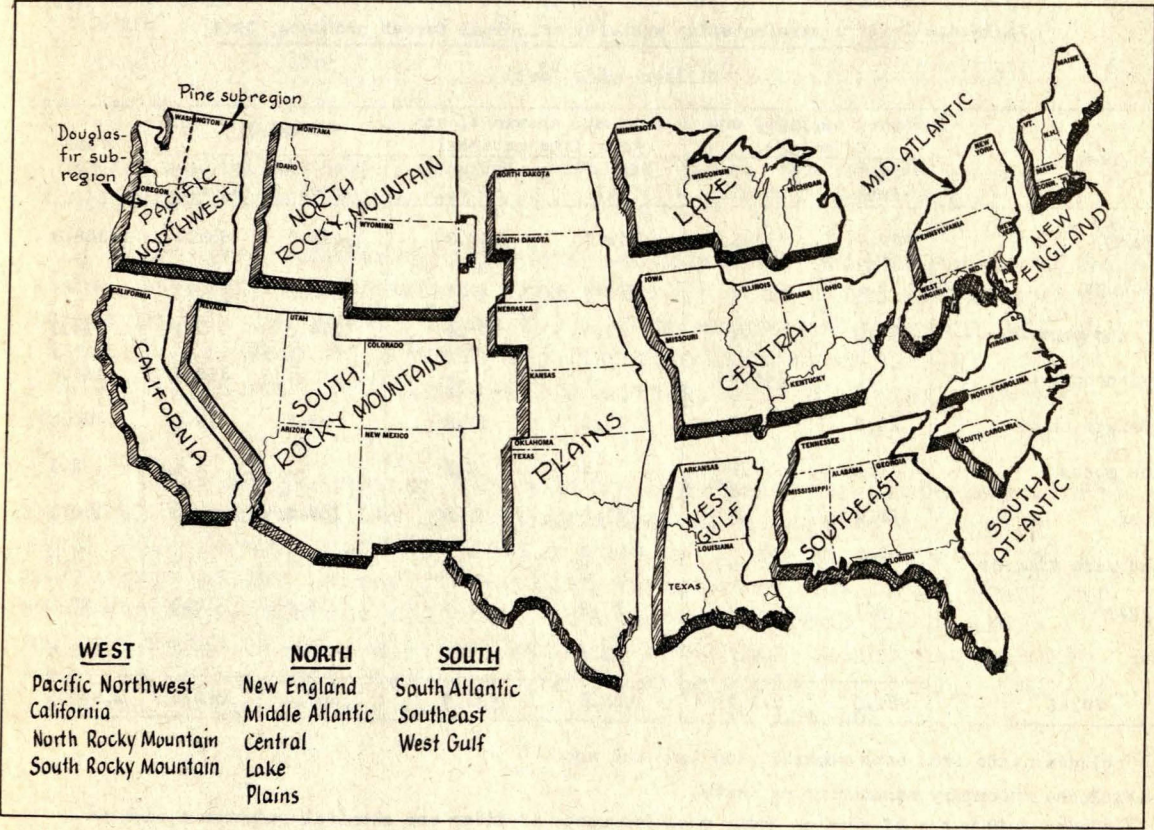 Pine subregion
Douglas-
fir sub-
region
WASHINGTON
OREGON
PACIFIC
NORTHWEST
MONTANA
IDAHO
NORTH
ROCKY MOUNTAIN
WYOMING
CALIFORNIA
CALIFORNIA
UTAH
COLORADO
SOUTH
ROCKY MOUNTAIN
ARIZONA
NEW MEXICO
NORTH DAKOTA
SOUTH DAKOTA
NEBRASKA
KANSAS
OKLAHOMA
TEXAS
PLAINS
MINNESOTA
WISCONSIN
MICHIGAN
LAKE
IOWA
ILLINOIS
INDIANA
OHIO
MISSOURI
CENTRAL
KENTUCKY
MID. ATLANTIC
NEW
YORK
PENNSYLVANIA
WEST
VIRGINIA
MAINE
VT.
N.H.
MASS.
CONN.
NEW
ENGLAND
VIRGINIA
NORTH CAROLINA
SOUTH CAROLINA
SOUTH
ATLANTIC
TENNESSEE
ALABAMA
GEORGIA
MISSISSIPPI
SOUTHEAST
FLORIDA
ARKANSAS
WEST
GULF
LOUISIANA
TEXAS
WEST
Pacific Northwest
California
North Rocky Mountain
South Rocky Mountain
NORTH
New England
Middle Atlantic
Central
Lake
Plains
SOUTH
South Atlantic
Southeast
West Gulf